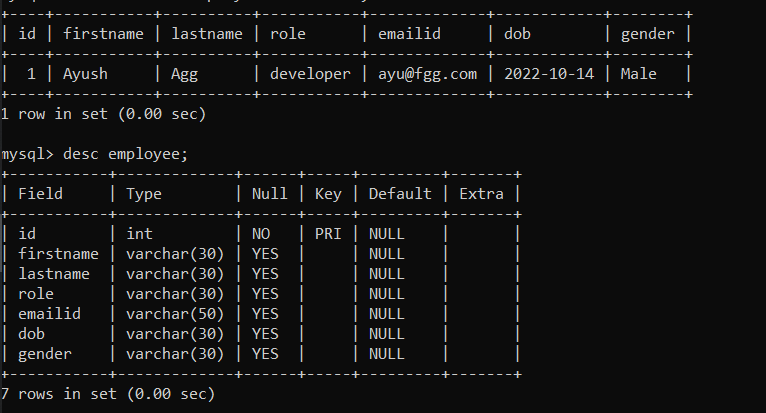 +----+-----------+----------+-----------+-------------+------------+--------+
| id | firstname | lastname | role      | emailid     | dob        | gender |
+----+-----------+----------+-----------+-------------+------------+--------+
|  1 | Ayush     | Agg      | developer | ayu@fgg.com | 2022-10-14 | Male   |
+----+-----------+----------+-----------+-------------+------------+--------+
1 row in set (0.00 sec)
mysql> desc employee;
+-----------+-------------+------+-----+---------+-------+
| Field     | Type        | Null | Key | Default | Extra |
+-----------+-------------+------+-----+---------+-------+
| id        | int         | NO   | PRI | NULL    |       |
| firstname | varchar(30) | YES  |     | NULL    |       |
| lastname  | varchar(30) | YES  |     | NULL    |       |
| role      | varchar(30) | YES  |     | NULL    |       |
| emailid   | varchar(50) | YES  |     | NULL    |       |
| dob       | varchar(30) | YES  |     | NULL    |       |
| gender    | varchar(30) | YES  |     | NULL    |       |
+-----------+-------------+------+-----+---------+-------+
7 rows in set (0.00 sec)